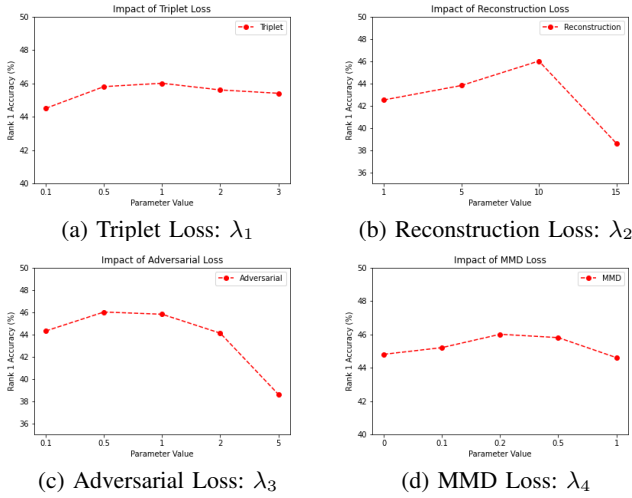 Impact of Triplet Loss
50
48
46
44
42
40
Rank 1 Accuracy (%)
Triplet
0.1
0.5
1
2
3
Parameter Value
(a) Triplet Loss: λ1
Impact of Reconstruction Loss
50
48
46
44
42
40
38
36
Rank 1 Accuracy (%)
Reconstruction
1
5
10
15
Parameter Value
(b) Reconstruction Loss: λ2
Impact of Adversarial Loss
50
48
46
44
42
40
38
36
Rank 1 Accuracy (%)
Adversarial
0.1
0.5
1
2
5
Parameter Value
(c) Adversarial Loss: λ3
Impact of MMD Loss
50
48
46
44
42
40
Rank 1 Accuracy (%)
MMD
0
0.1
0.2
0.5
1
Parameter Value
(d) MMD Loss: λ4